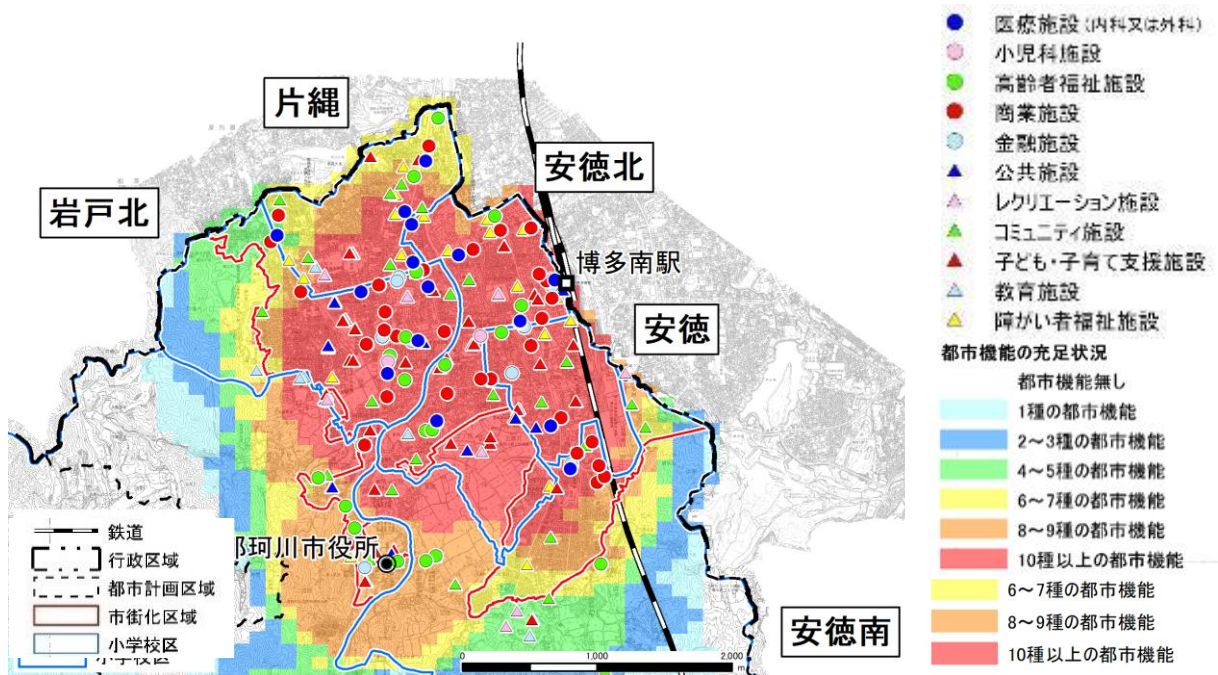 片縄
安徳北
岩戸北
博多南駅
安徳
那珂川市役所
安徳南
鉄道
行政区域
都市計画区域
市街化区域
小学校区
小学校区
0 1,000 2,000
m
医療施設(内科又は外科)
小児科施設
高齢者福祉施設
商業施設
金融施設
公共施設
レクリエーション施設
コミュニティ施設
子ども・子育て支援施設
教育施設
障がい者福祉施設
都市機能の充足状況
都市機能無し
1種の都市機能
2～3種の都市機能
4～5種の都市機能
6～7種の都市機能
8～9種の都市機能
10種以上の都市機能
6～7種の都市機能
8～9種の都市機能
10種以上の都市機能